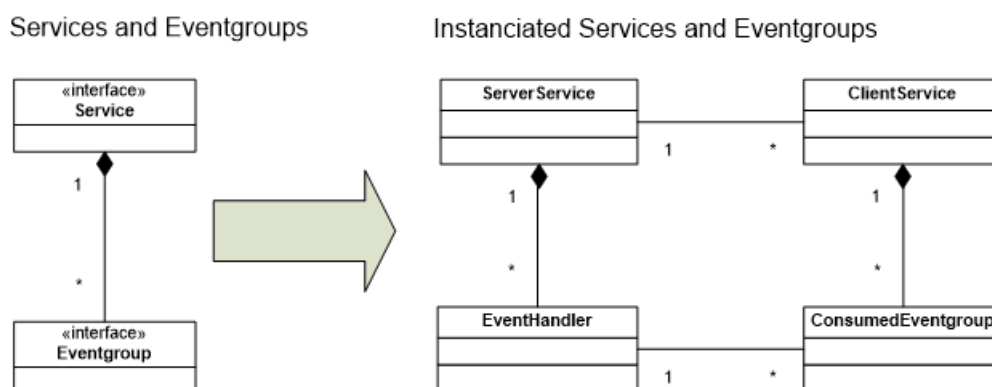 Services and Eventgroups
Instanciated Services and Eventgroups
«interface»
Service
1
*
«interface»
Eventgroup
ServerService
ClientService
1
*
1
*
1
*
EventHandler
ConsumedEventgroup
1
*